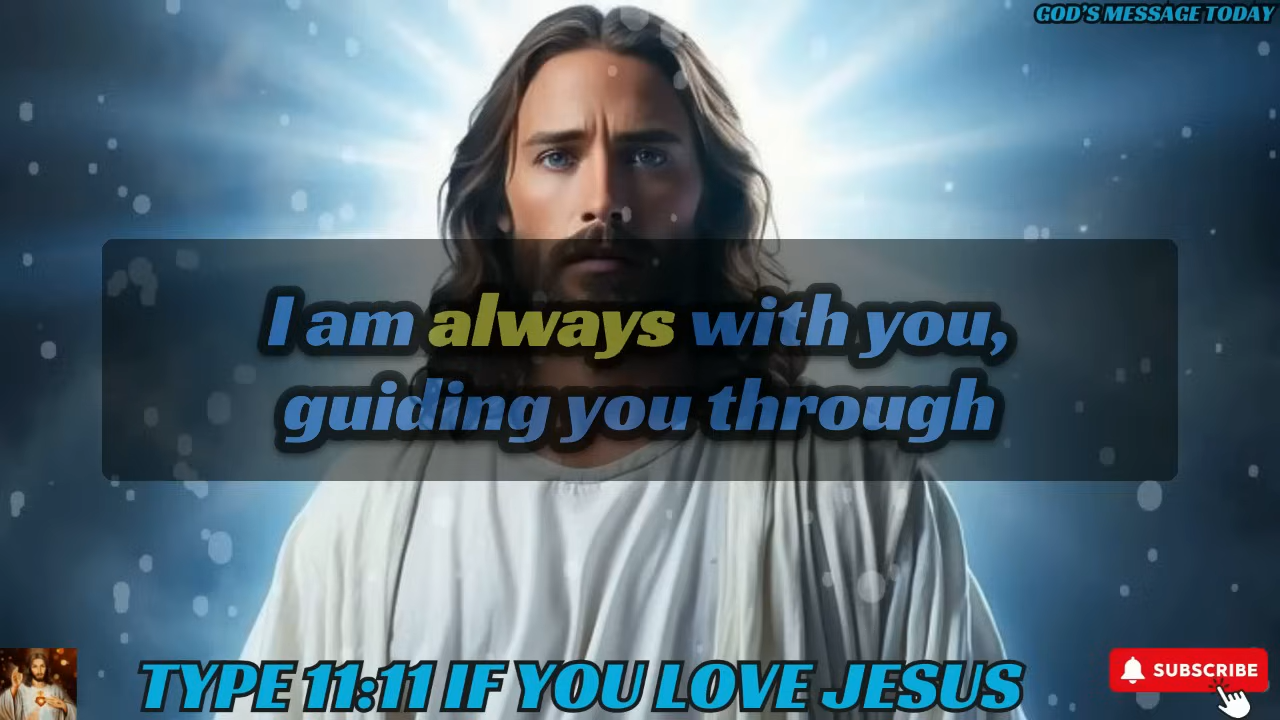 GOD'S MESSAGE TODAY
I am always with you,
guiding you through
TYPE 11:11 IF YOU LOVE JESUS
SUBSCRIBE